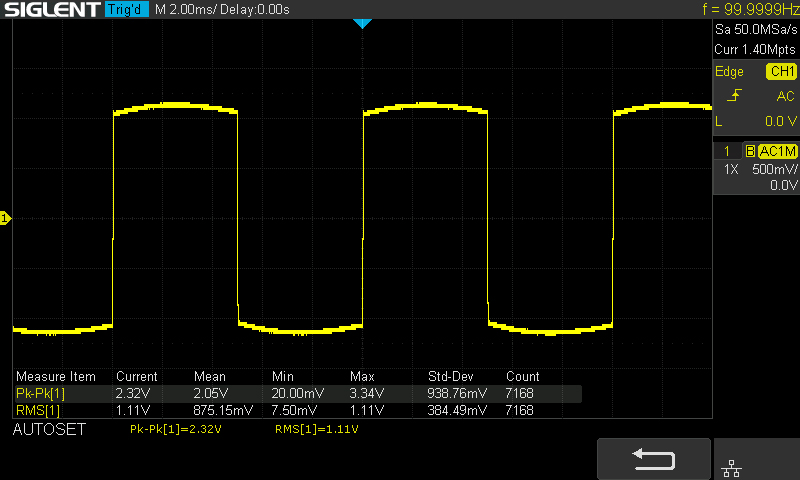 SIGLENT Trig'd M 2.00ms/ Delay:0.00s f = 99.9999Hz
Sa 50.0MSa/s
Curr 1.40Mpts
Edge CH1
AC
L 0.0 V
1 B AC1M
1X 500mV/
0.0V
1
Measure Item Current Mean Min Max Std-Dev Count
Pk-Pk[1] 2.32V 2.05V 20.00mV 3.34V 938.76mV 7168
RMS[1] 1.11V 875.15mV 7.50mV 1.11V 384.49mV 7168
AUTOSET Pk-Pk[1]=2.32V RMS[1]=1.11V